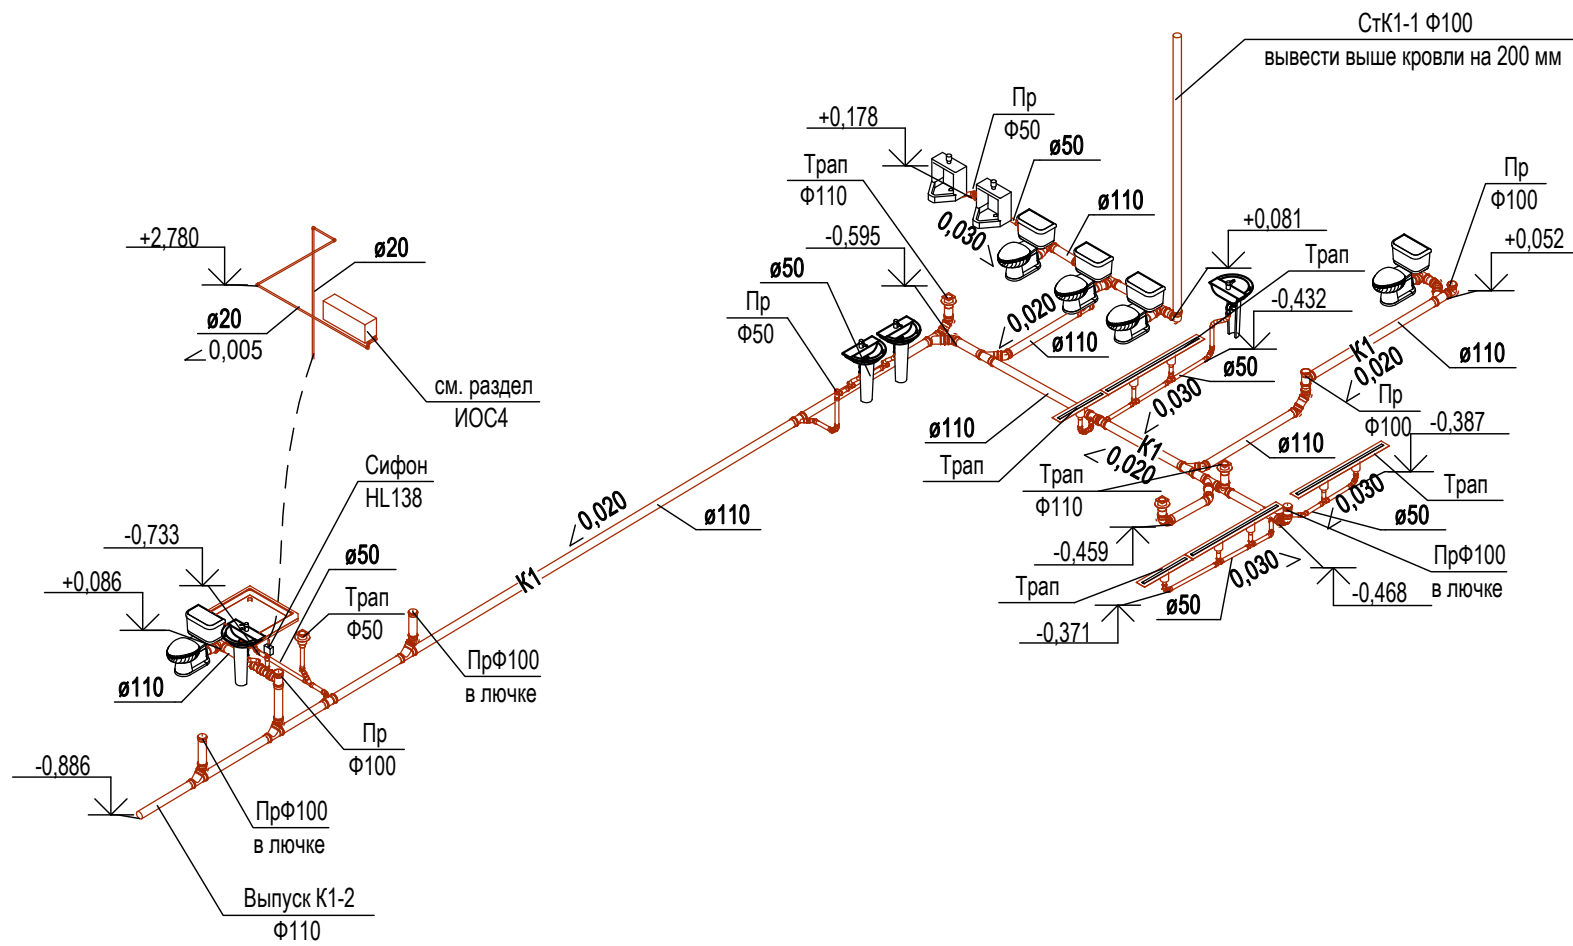 СтК1-1 Ф100
вывести выше кровли на 200 мм
+0,178
Пр
Ф50
ø50
Трап
Ф110
ø110
Пр
Ф100
+0,052
+0,081
Трап
-0,432
0,030
-0,595
ø50
Пр
Ф50
0,020
ø110
ø50
0,030
К1
0,020
ø110
Пр
Ф100
-0,387
+2,780
ø20
ø20
0,005
см. раздел
ИОС4
ø110
Трап
К1
0,020
Трап
Ф110
ø110
Трап
0,030
ø50
-0,459
ПрФ100
в лючке
0,030
-0,468
Трап
ø50
-0,371
Сифон
HL138
0,020
ø110
К1
-0,733
ø50
+0,086
Трап
Ф50
ПрФ100
в лючке
ø110
Пр
Ф100
-0,886
ПрФ100
в лючке
Выпуск К1-2
Ф110